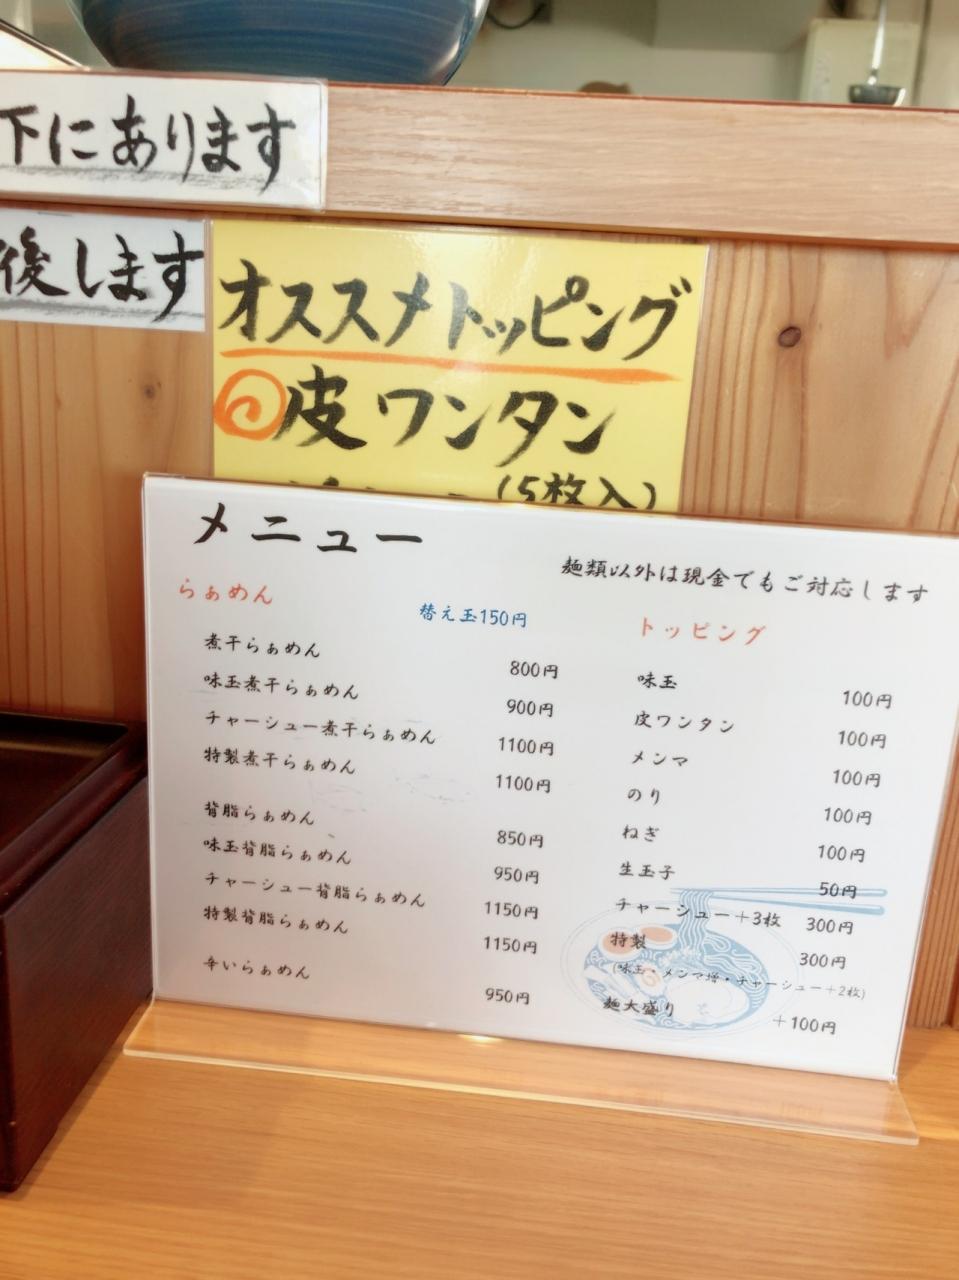 下にあります
後します
オススメトッピング
皮ワンタン
(5枚入)
メニュー
麺類以外は現金でもご対応します
らぁめん
替え玉150円
煮干らぁめん 800円
味玉煮干らぁめん 900円
チャーシュー煮干らぁめん 1100円
特製煮干らぁめん 1100円
背脂らぁめん 850円
味玉背脂らぁめん 950円
チャーシュー背脂らぁめん 1150円
特製背脂らぁめん 1150円
辛いらぁめん 950円
トッピング
味玉 100円
皮ワンタン 100円
メンマ 100円
のり 100円
ねぎ 100円
生玉子 50円
チャーシュー+3枚 300円
特製 300円
(味玉・メンマ増・チャーシュー+2枚)
麺大盛り +100円